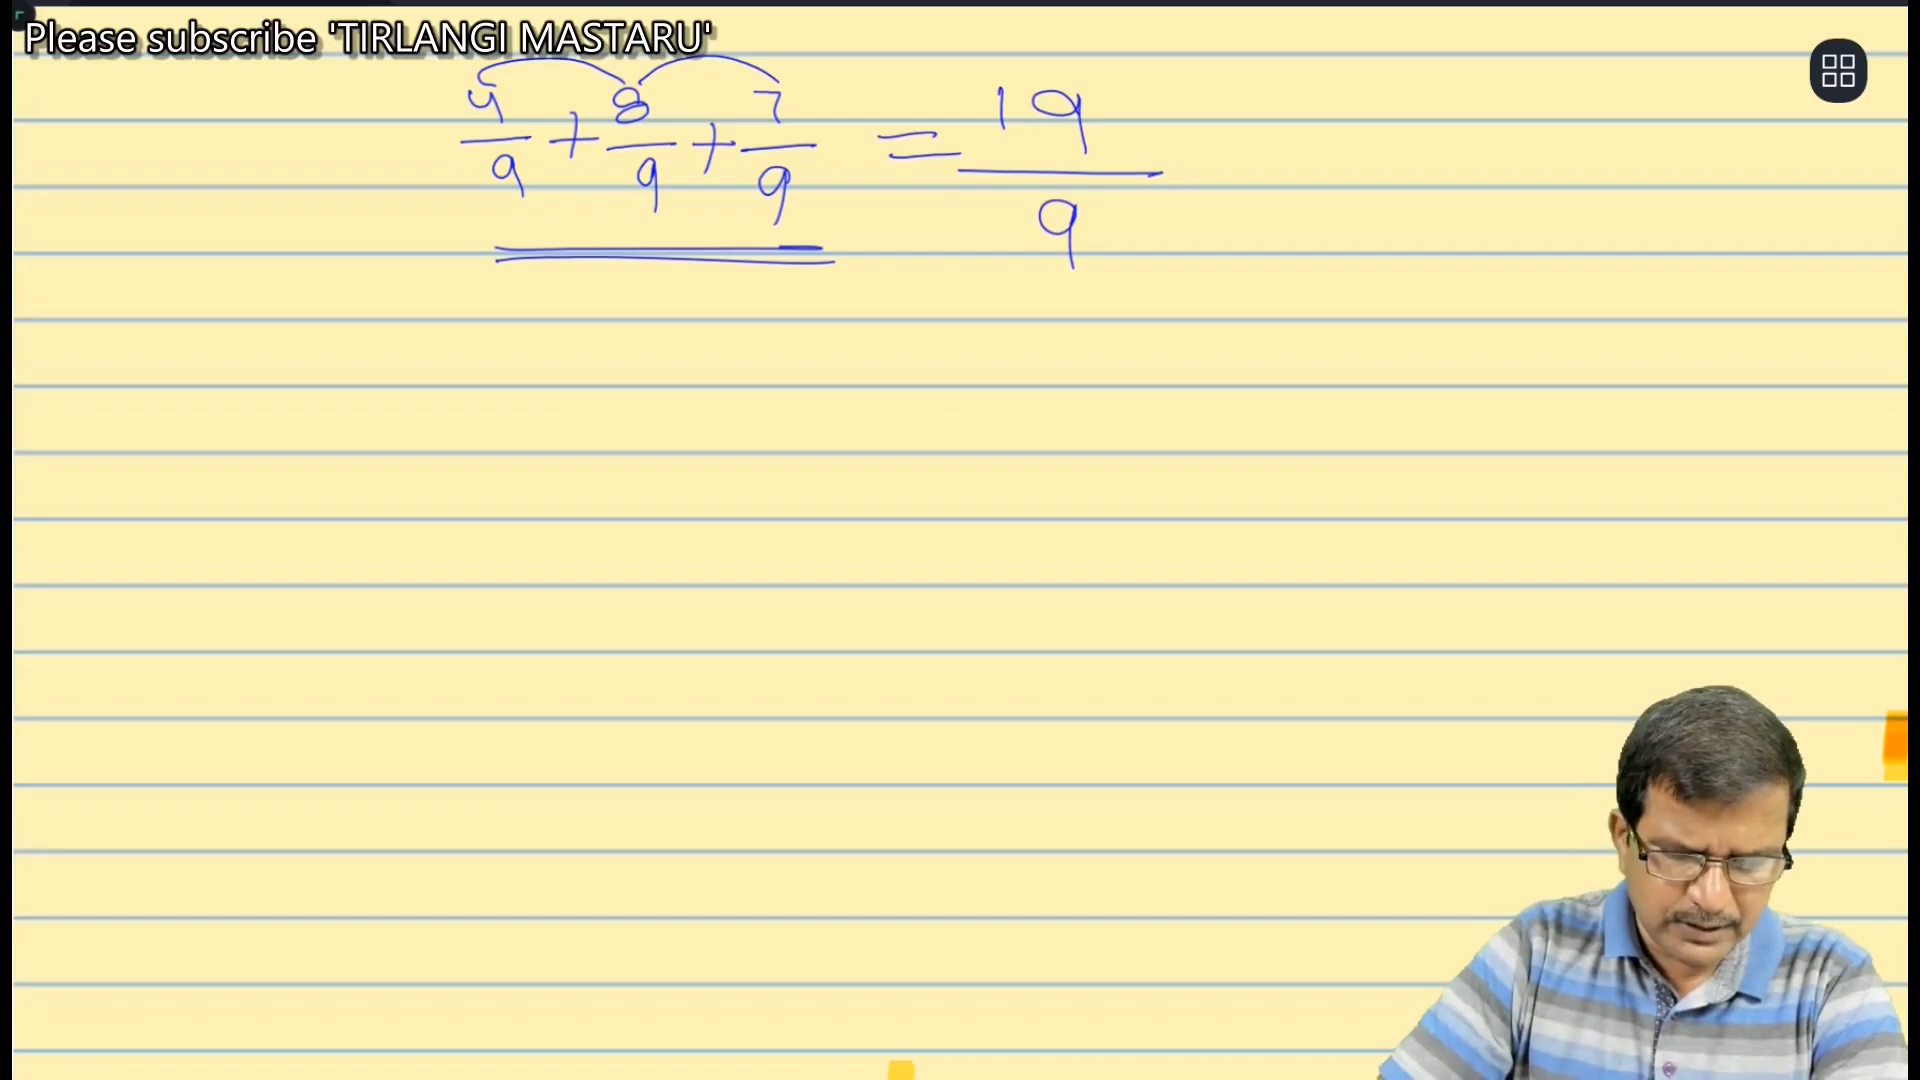 Please subscribe 'TIRLANGI MASTARU'
4/9 + 8/9 + 7/9 = 19/9